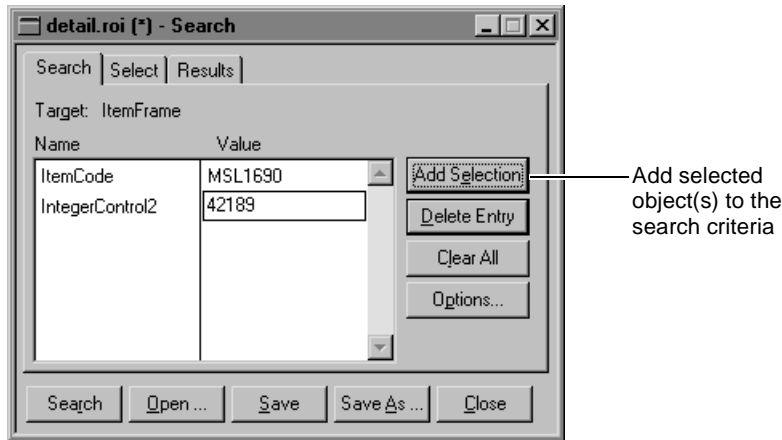 detail.roi (*) - Search
Search Select Results
Target: ItemFrame
Name Value
ItemCode MSL1690
IntegerControl2 42189
Add Selection
Delete Entry
Clear All
Options...
Search Open ... Save Save As ... Close
Add selected
object(s) to the
search criteria